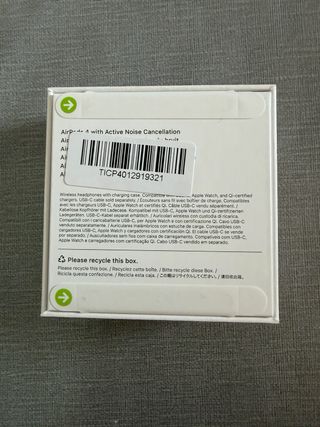 AirPods 4 with Active Noise Cancellation
TICP4012919321
Wireless headphones with charging case. Compatible Apple Watch, and Qi-certified
chargers. USB-C cable sold separately. / Écouteurs sans fil avec boîtier de charge. Compatibles
avec les chargeurs USB-C, Apple Watch et certifiés Qi. Câble USB-C vendu séparément. /
Kabellose Kopfhörer mit Ladecase. Kompatibel mit USB-C, Apple Watch und Qi-zertifizierten
Ladegeräten. USB-C-Kabel separat erhältlich. / Auricolari wireless con custodia di ricarica.
Compatibili con i caricabatterie USB-C, per Apple Watch e con certificazione Qi. Cavo USB-C
venduto separatamente. / Auriculares inalámbricos con estuche de carga. Compatibles con
USB-C, Apple Watch y cargadores con certificación Qi. El cable USB-C se vende
por separado. / Auscultadores sem fios com caixa de carregamento. Compatíveis com USB-C,
Apple Watch e carregadores com certificação Qi. Cabo USB-C vendido em separado.
Please recycle this box.
Please recycle this box. / Recyclez cette boîte. / Bitte recycle diese Box. /
Ricicla questa confezione. / Recicla esta caja. / この箱はリサイクルしてください。/ 请回收此箱。